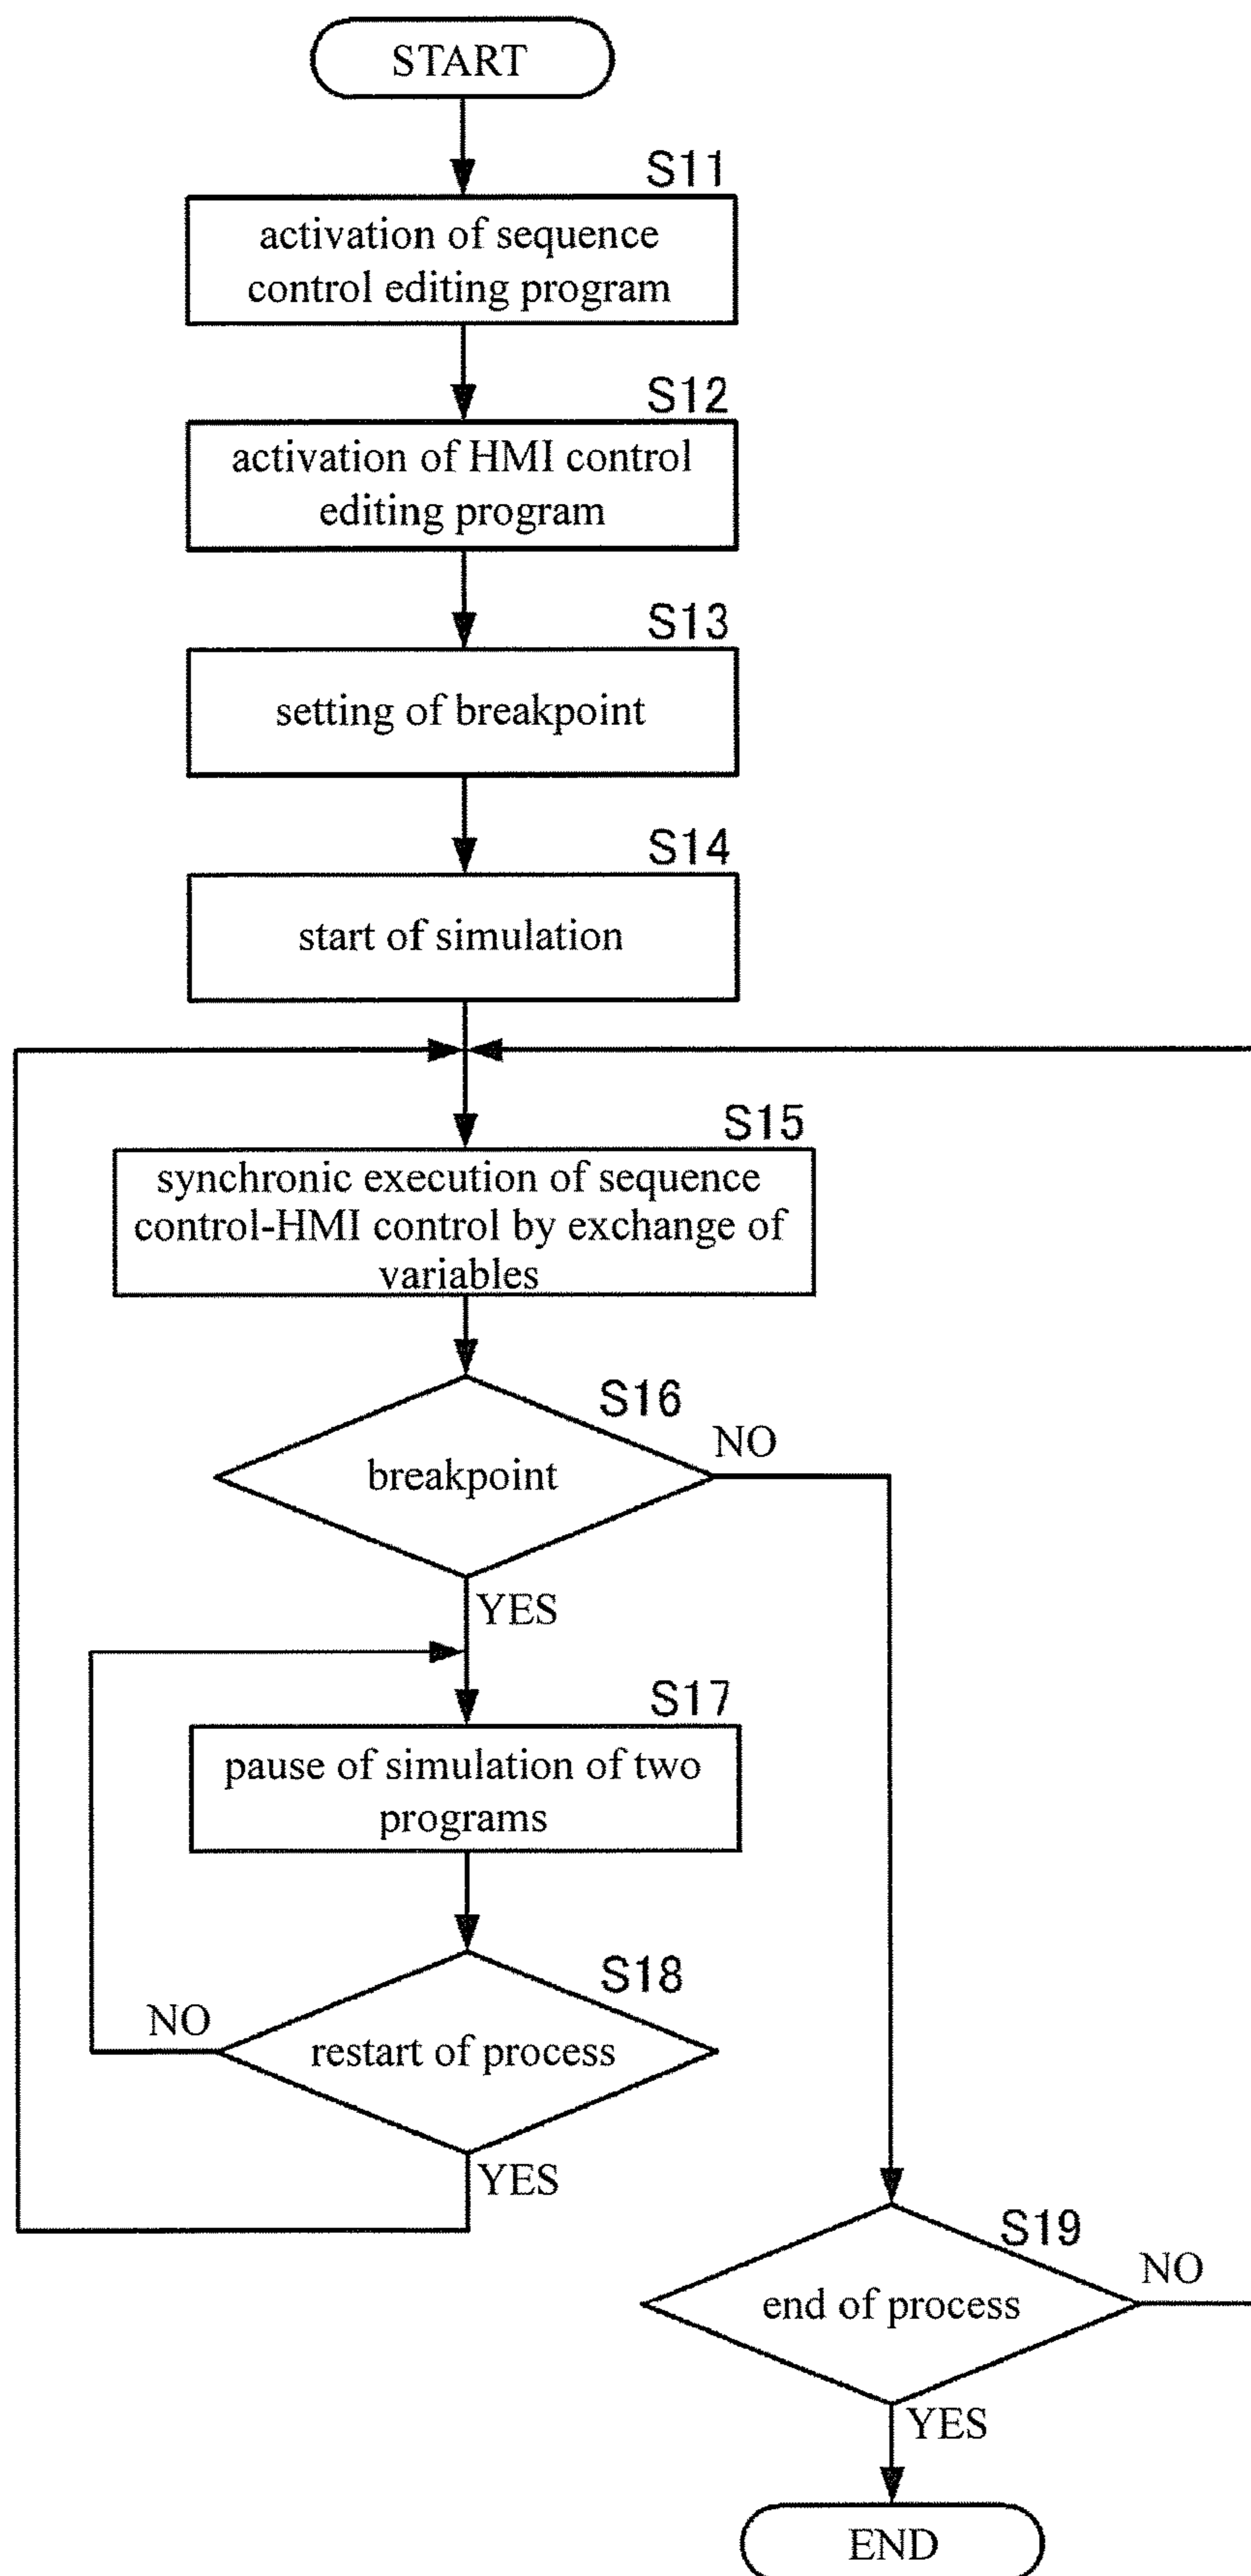 START
S11
activation of sequence
control editing program
S12
activation of HMI control
editing program
S13
setting of breakpoint
S14
start of simulation
S15
synchronic execution of sequence
control-HMI control by exchange of
variables
S16
NO
breakpoint
YES
S17
pause of simulation of two
programs
S18
NO
restart of process
YES
S19
NO
end of process
YES
END